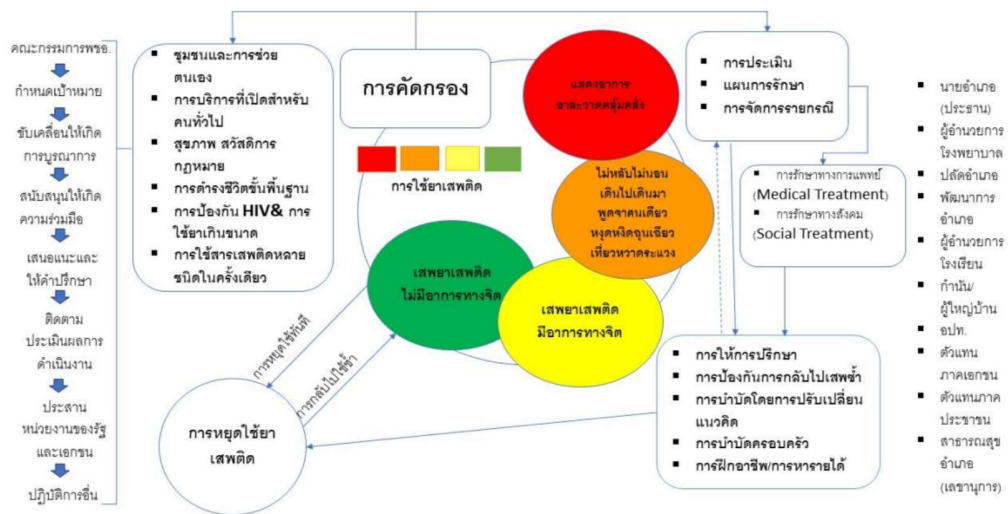 คณะกรรมการพชอ.
กำหนดเป้าหมาย
ขับเคลื่อนให้เกิด
การบูรณาการ
สนับสนุนให้เกิด
ความร่วมมือ
เสนอแนะและ
ให้คำปรึกษา
ติดตาม
ประเมินผลการ
ดำเนินงาน
ประสาน
หน่วยงานของรัฐ
และเอกชน
ปฏิบัติการอื่น
▪ ชุมชนและการช่วย
ตนเอง
▪ การบริการที่เปิดสำหรับ
คนทั่วไป
▪ สุขภาพ สวัสดิการ
กฎหมาย
▪ การดำรงชีวิตขั้นพื้นฐาน
▪ การป้องกัน HIV& การ
ใช้ยาเกินขนาด
▪ การใช้สารเสพติดหลาย
ชนิดในครั้งเดียว
การคัดกรอง
การใช้ยาเสพติด
แสดงอาการ
อาละวาดคลุ้มคลั่ง
ไม่หลับไม่นอน
เดินไปเดินมา
พูดจาคนเดียว
หงุดหงิดฉุนเฉียว
เที่ยวหวาดระแวง
เสพยาเสพติด
มีอาการทางจิต
เสพยาเสพติด
ไม่มีอาการทางจิต
การหยุดใช้ทันที
การกลับไปใช้ซ้ำ
การหยุดใช้ยา
เสพติด
▪ การประเมิน
▪ แผนการรักษา
▪ การจัดการรายกรณี
▪ การรักษาทางการแพทย์
(Medical Treatment)
▪ การรักษาทางสังคม
(Social Treatment)
▪ การให้การปรึกษา
▪ การป้องกันการกลับไปเสพซ้ำ
▪ การบำบัดโดยการปรับเปลี่ยน
แนวคิด
▪ การบำบัดครอบครัว
▪ การฝึกอาชีพ/การหารายได้
▪ นายอำเภอ
(ประธาน)
▪ ผู้อำนวยการ
โรงพยาบาล
▪ ปลัดอำเภอ
▪ พัฒนาการ
อำเภอ
▪ ผู้อำนวยการ
โรงเรียน
▪ กำนัน/
ผู้ใหญ่บ้าน
▪ อปท.
▪ ตัวแทน
ภาคเอกชน
▪ ตัวแทนภาค
ประชาชน
▪ สาธารณสุข
อำเภอ
(เลขานุการ)